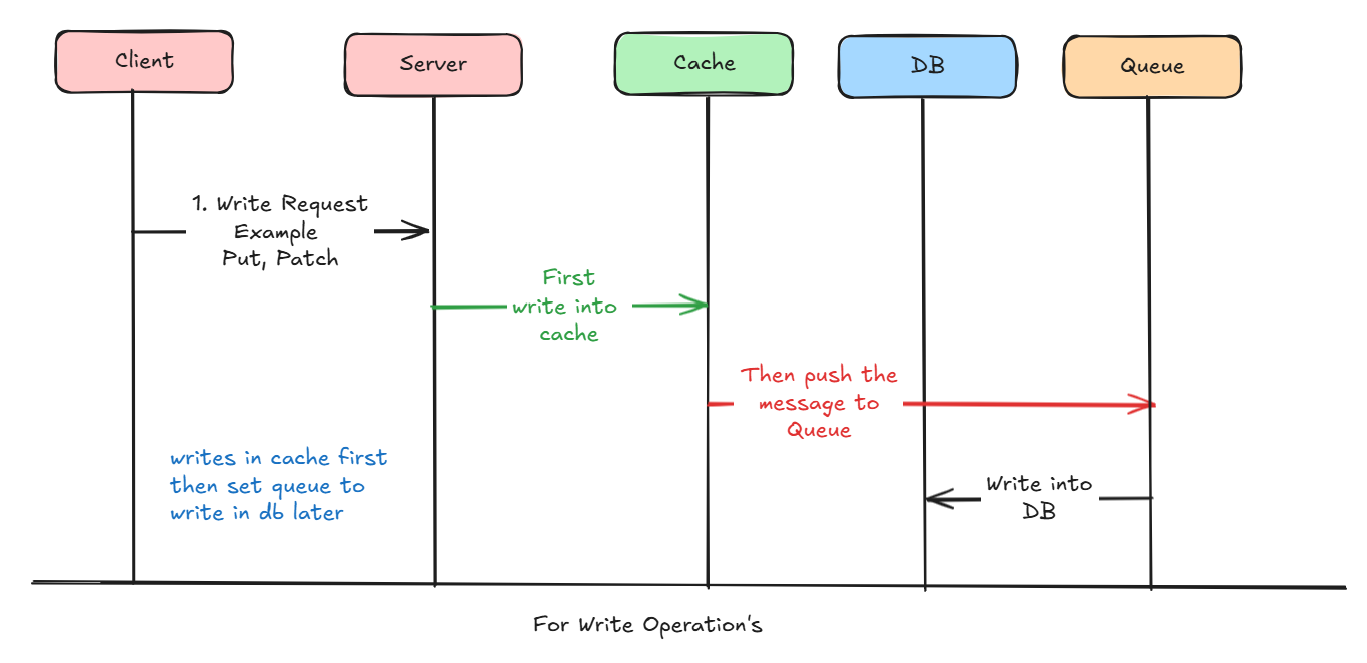 Client
Server
Cache
DB
Queue
1. Write Request
Example
Put, Patch
First
write into
cache
Then push the
message to
Queue
writes in cache first
then set queue to
write in db later
Write into
DB
For Write Operation's